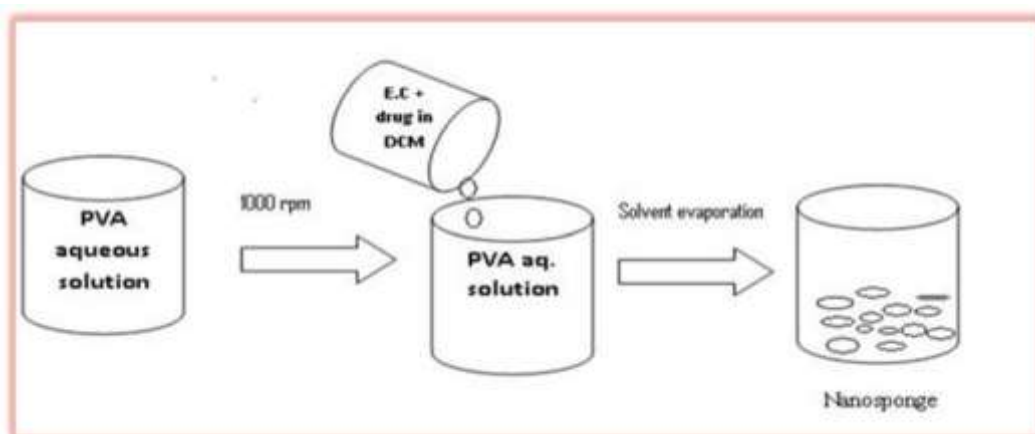 PVA
aqueous
solution
1000 rpm
E.C +
drug in
DCM
PVA aq.
solution
Solvent evaporation
Nanosponge